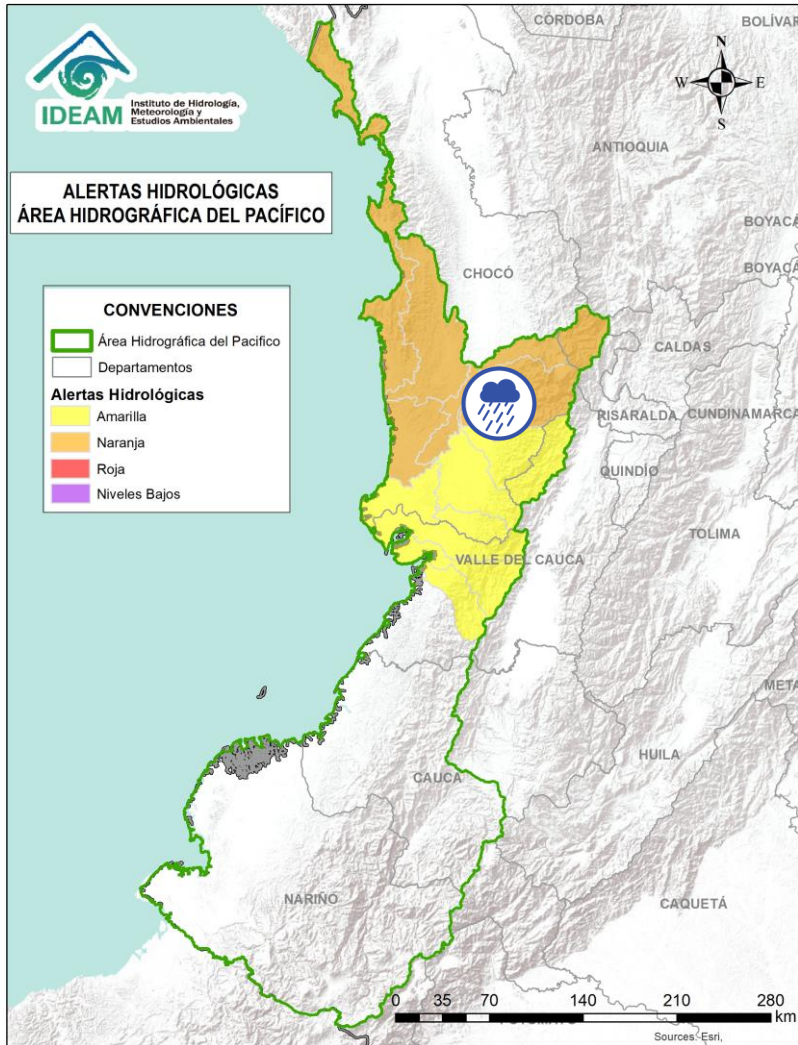 CÓRDOBA
BOLÍVAR
N
W
E
S
IDEAM
Instituto de Hidrología,
Meteorología y
Estudios Ambientales
ANTIOQUIA
ALERTAS HIDROLÓGICAS
ÁREA HIDROGRÁFICA DEL PACÍFICO
BOYACÁ
BOYACÁ
CHOCÓ
CONVENCIONES
Área Hidrográfica del Pacifico
Departamentos
Alertas Hidrológicas
Amarilla
Naranja
Roja
Niveles Bajos
CALDAS
RISARALDA
CUNDINAMARCA
QUINDÍO
TOLIMA
VALLE DEL CAUCA
META
HUILA
CAUCA
NARIÑO
CAQUETÁ
0 35 70 140 210 280
km
Sources: Esri,